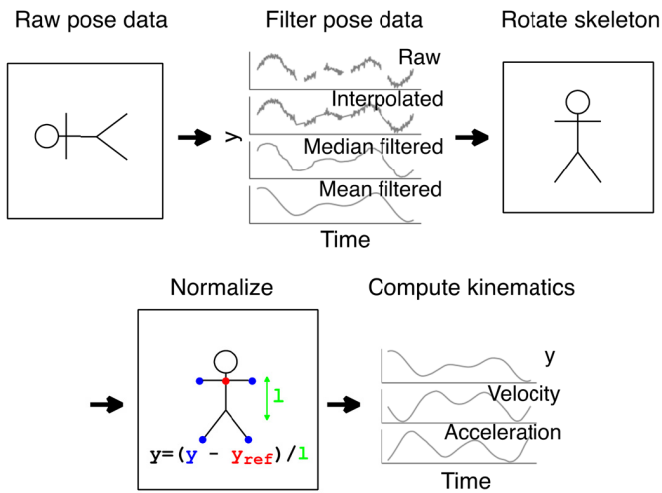 Raw pose data
Filter pose data
Rotate skeleton
Raw
Interpolated
Median filtered
Mean filtered
y
Time
Normalize
Compute kinematics
l
y=(y - yref)/l
y
Velocity
Acceleration
Time